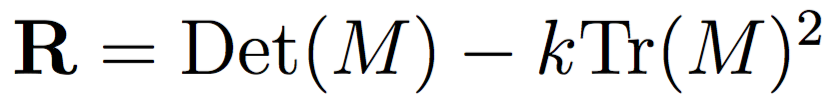 R = Det(M) − kTr(M)²